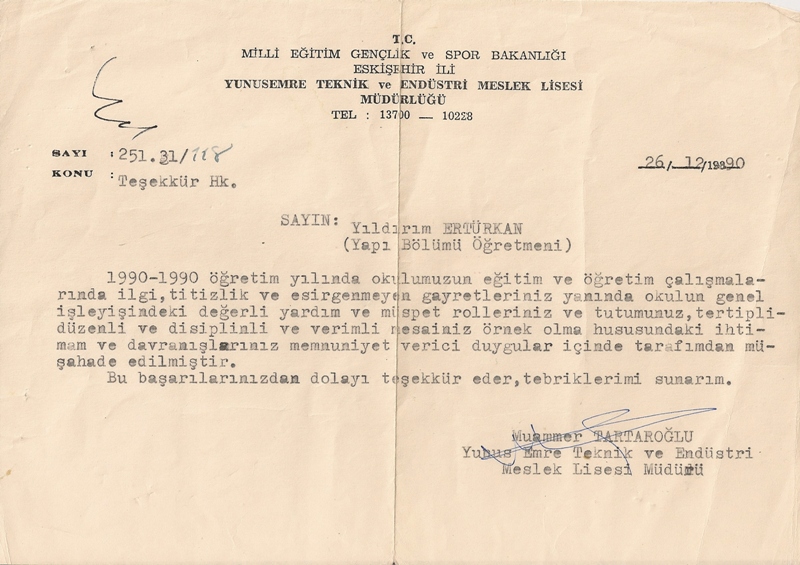 T.C.
MİLLİ EĞİTİM GENÇLİK ve SPOR BAKANLIĞI
ESKİŞEHİR İLİ
YUNUSEMRE TEKNİK ve ENDÜSTRİ MESLEK LİSESİ
MÜDÜRLÜĞÜ
TEL : 13700 — 10228
SAYI : 251.31/118
26/12/1990
KONU : Teşekkür Hk.
SAYIN: Yıldırım ERTÜRKAN
(Yapı Bölümü Öğretmeni)
1990-1990 öğretim yılında okulumuzun eğitim ve öğretim çalışmala-
rında ilgi,titizlik ve esirgenmeyen gayretleriniz yanında okulun genel
işleyişindeki değerli yardım ve müspet rolleriniz ve tutumunuz,tertipli-
düzenli ve disiplinli ve verimli mesainiz örnek olma hususundaki ihti-
mam ve davranışlarınız memnuniyet verici duygular içinde tarafımdan mü-
şahade edilmiştir.
Bu başarılarınızdan dolayı teşekkür eder,tebriklerimi sunarım.
Muammer TARTAROĞLU
Yunus Emre Teknik ve Endüstri
Meslek Lisesi Müdürü